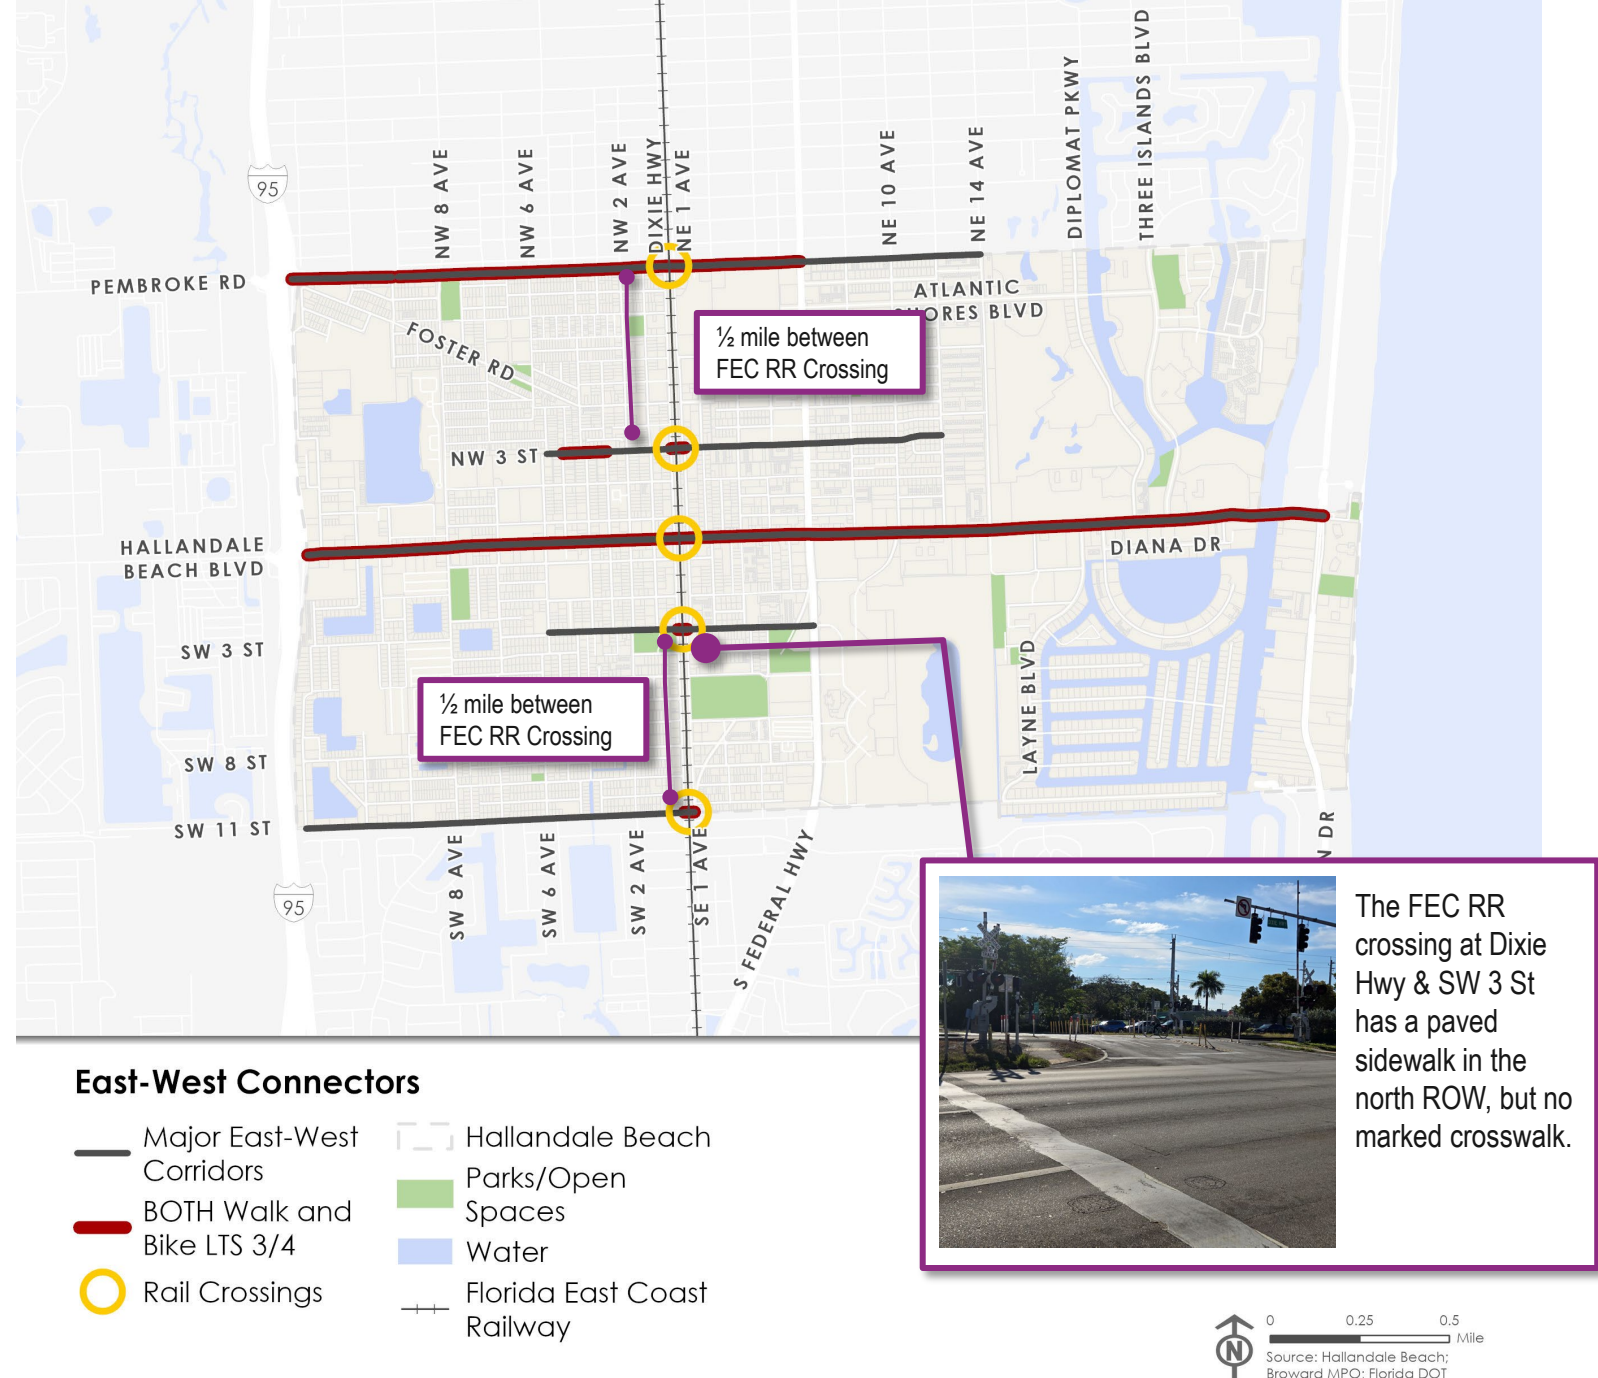 NW 8 AVE
NW 6 AVE
NW 2 AVE
DIXIE HWY
NE 1 AVE
NE 10 AVE
NE 14 AVE
DIPLOMAT PKWY
THREE ISLANDS BLVD
95
PEMBROKE RD
ATLANTIC
ORES BLVD
FOSTER RD
½ mile between
FEC RR Crossing
NW 3 ST
HALLANDALE
BEACH BLVD
DIANA DR
SW 3 ST
LAYNE BLVD
½ mile between
FEC RR Crossing
SW 8 ST
SW 11 ST
95
SW 8 AVE
SW 6 AVE
SW 2 AVE
SE 1 AVE
S FEDERAL HWY
N DR
The FEC RR
crossing at Dixie
Hwy & SW 3 St
has a paved
sidewalk in the
north ROW, but no
marked crosswalk.
East-West Connectors
Major East-West
Corridors
BOTH Walk and
Bike LTS 3/4
Rail Crossings
Hallandale Beach
Parks/Open
Spaces
Water
Florida East Coast
Railway
N
0 0.25 0.5
Mile
Source: Hallandale Beach;
Broward MPO; Florida DOT